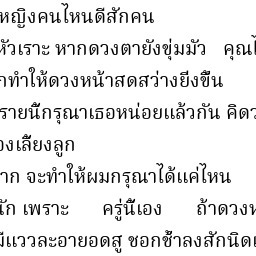 หญิงคนไหนดีสักคน
หัวเราะ หากดวงตายังขุ่มมัว คุณ
ทำให้ดวงหน้าสดสว่างยิ่งขึ้น
รายนักรุณาเธอหน่อยแล้วกัน คิดว
องเลี้ยงลูก
าก จะทำให้ผมกรุณาได้แค่ไหน
นัก เพราะ ครู่นี้เอง ถ้าดวงห
มีแววละอายอดสู ชอกช้ำลงสักนิดเ